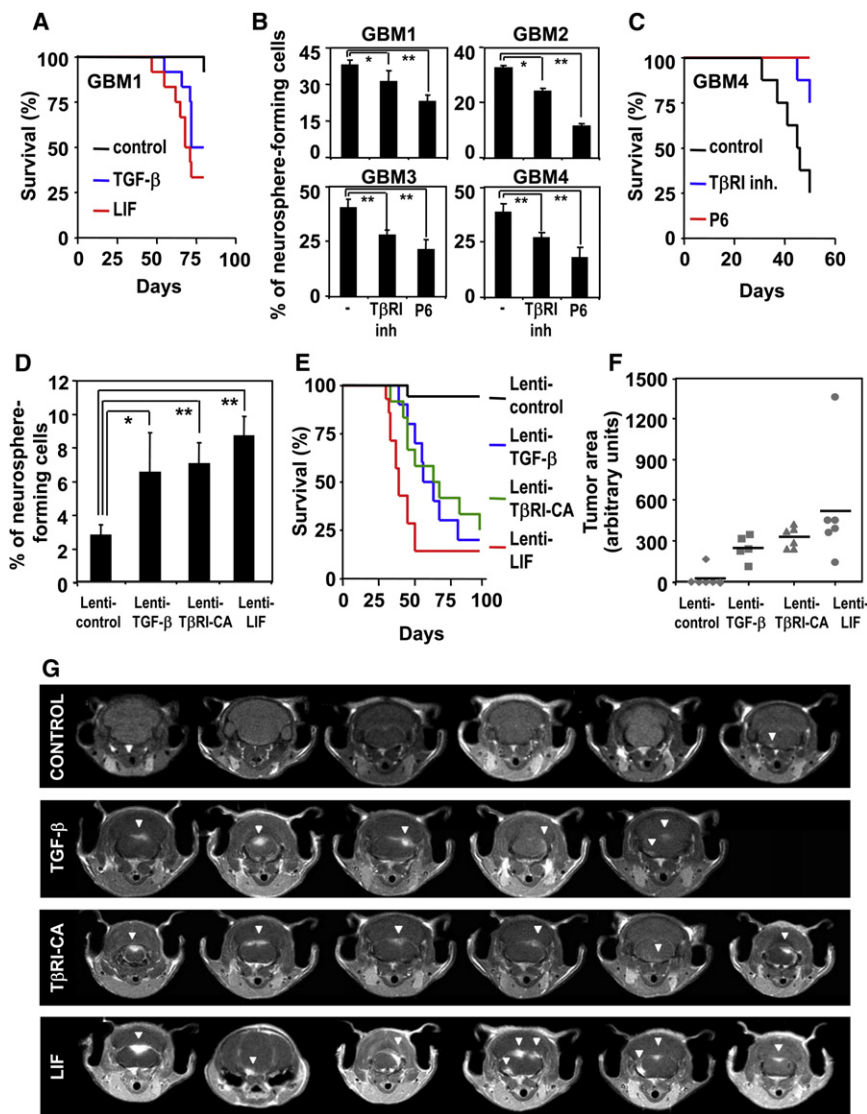 A
GBM1
Survival (%)
100
75
50
25
0
control
TGF-β
LIF
0 25 50 75 100
Days
B
% of neurosphere-forming cells
GBM1
45
30
15
0
* **
GBM2
40
20
0
* **
GBM3
50
25
0
** **
- TβRI inh P6
GBM4
50
25
0
** **
- TβRI inh P6
C
GBM4
Survival (%)
100
75
50
25
0
control
TβRI inh.
P6
0 20 40 60
Days
D
% of neurosphere-
forming cells
12
10
8
6
4
2
0
* ** **
Lenti-control
Lenti-TGF-β
Lenti-TβRI-CA
Lenti-LIF
E
Survival (%)
100
75
50
25
0
Lenti-control
Lenti-TGF-β
Lenti-TβRI-CA
Lenti-LIF
0 25 50 75 100
Days
F
Tumor area
(arbitrary units)
1500
1200
900
600
300
0
Lenti-control
Lenti-TGF-β
Lenti-TβRI-CA
Lenti-LIF
G
CONTROL
TGF-β
TβRI-CA
LIF